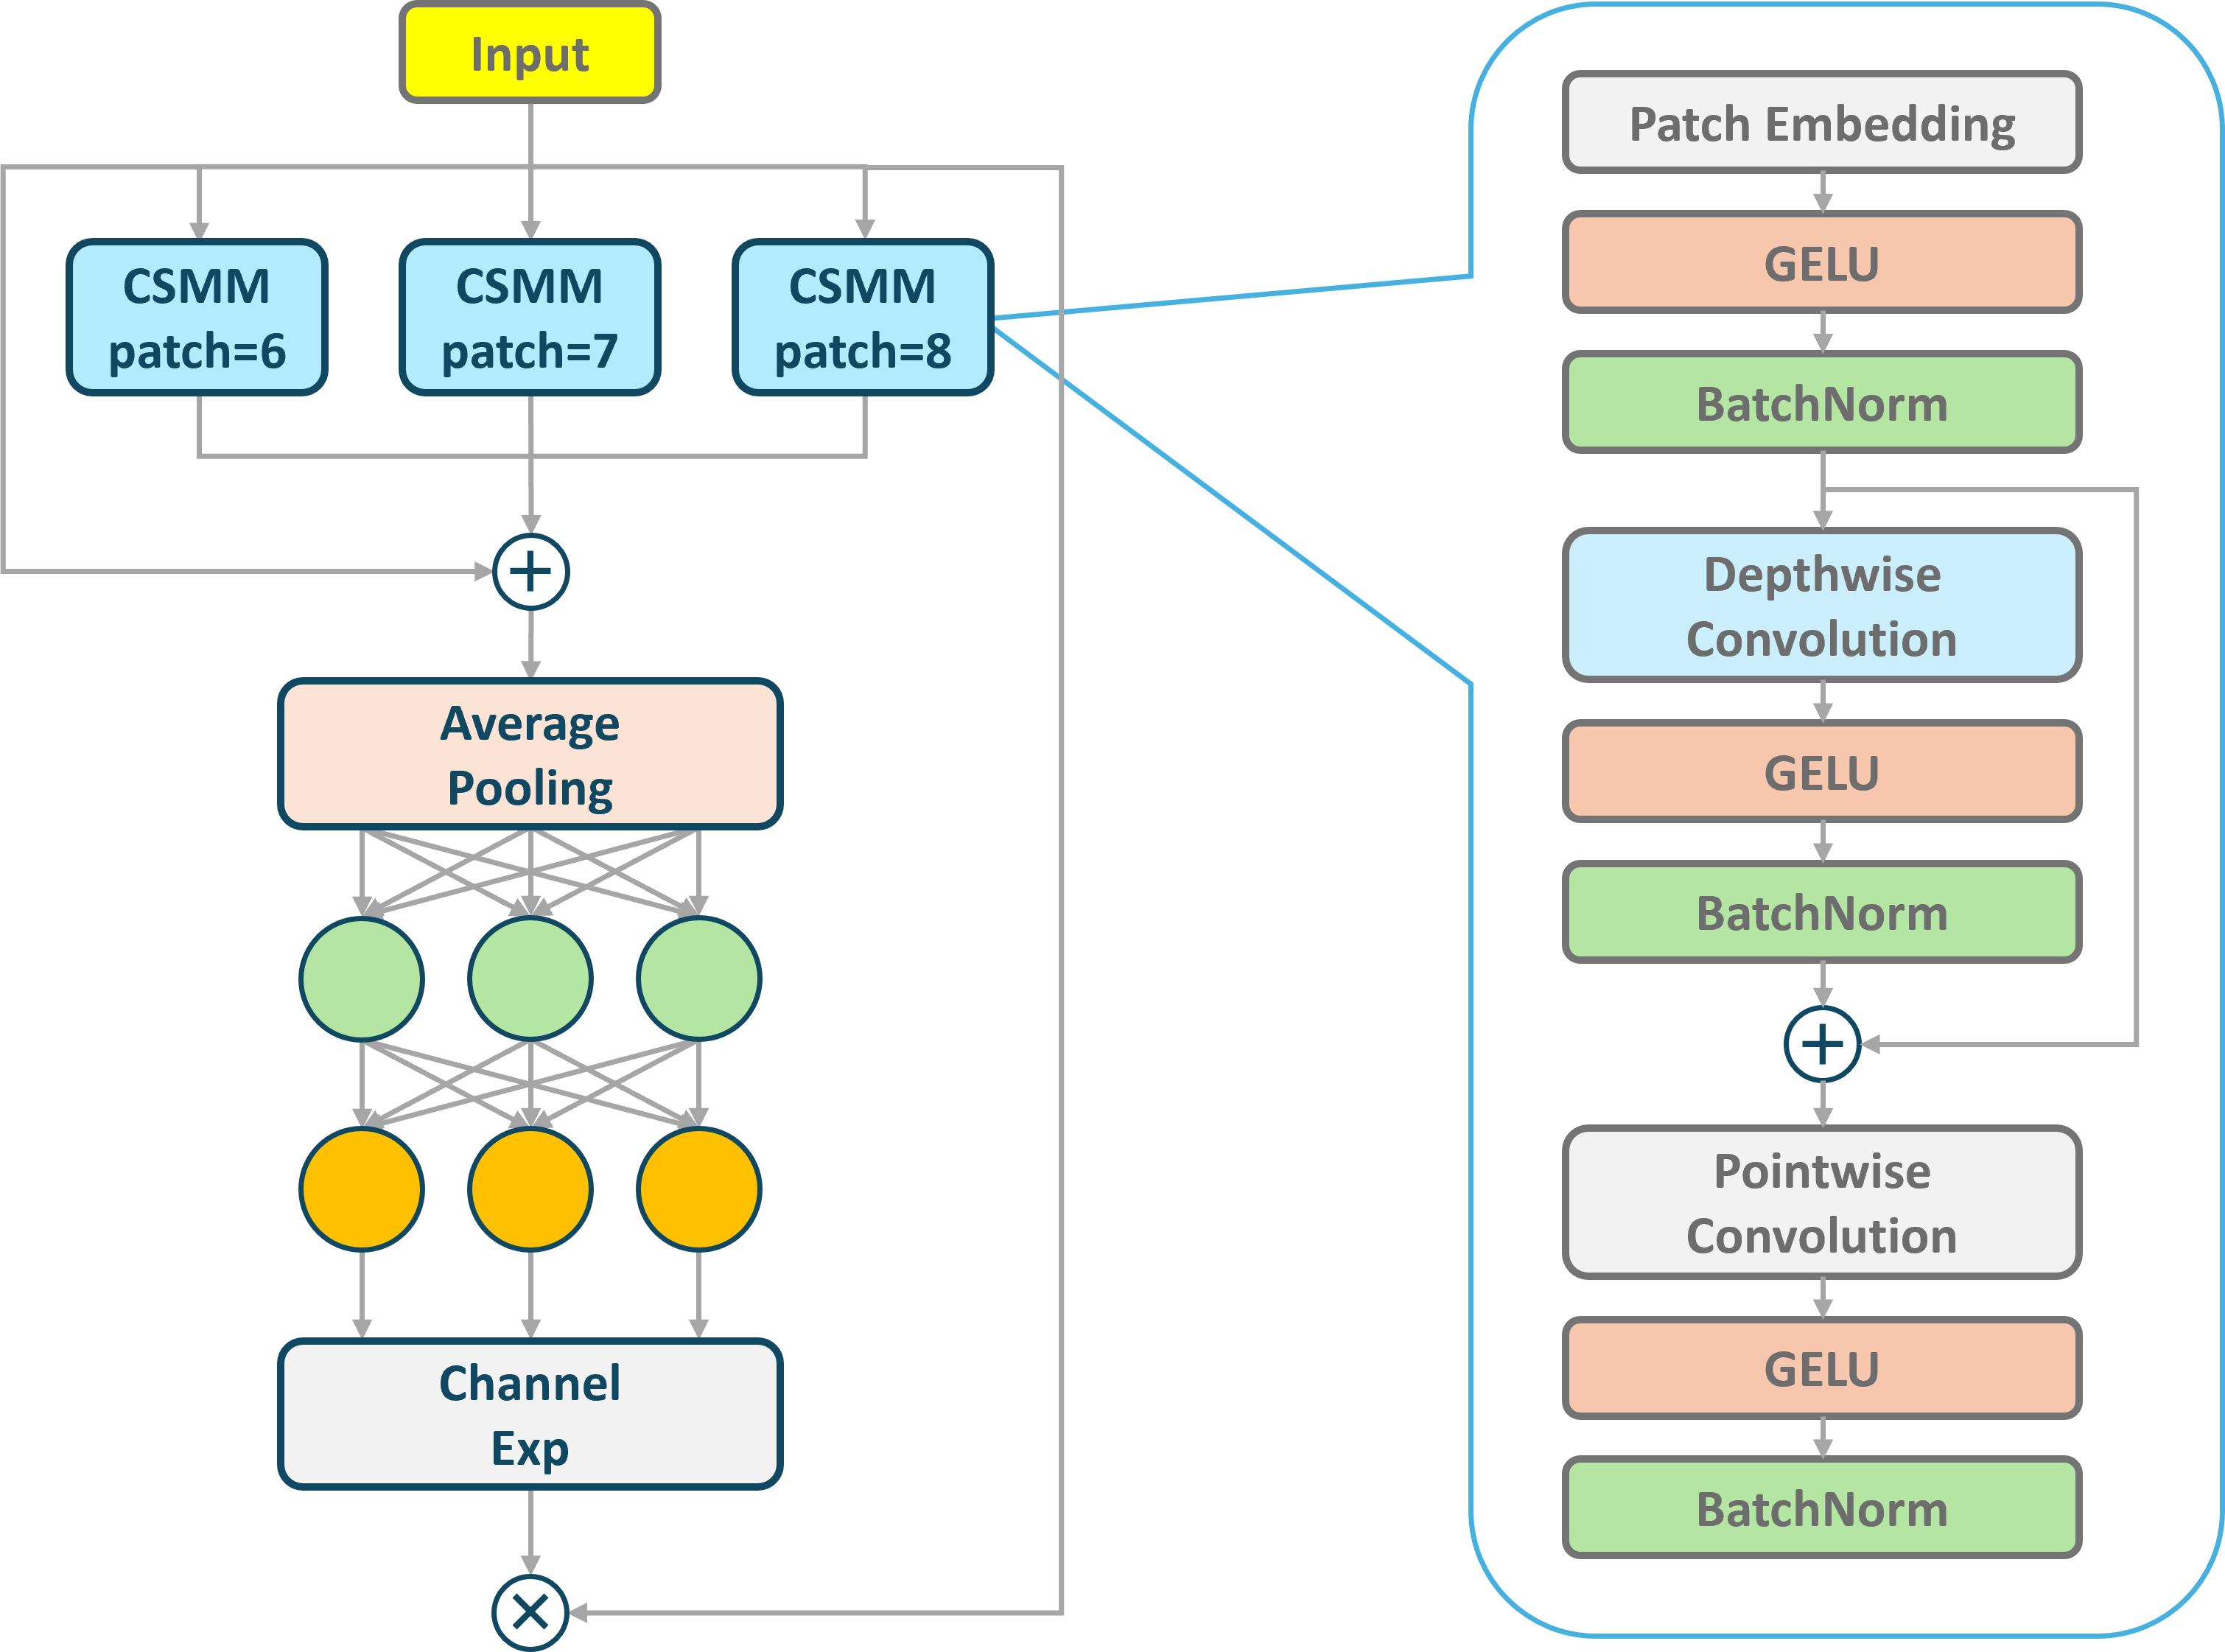 Input
CSMM
patch=6
CSMM
patch=7
CSMM
patch=8
+
Average
Pooling
Channel
Exp
×
Patch Embedding
GELU
BatchNorm
Depthwise
Convolution
GELU
BatchNorm
+
Pointwise
Convolution
GELU
BatchNorm